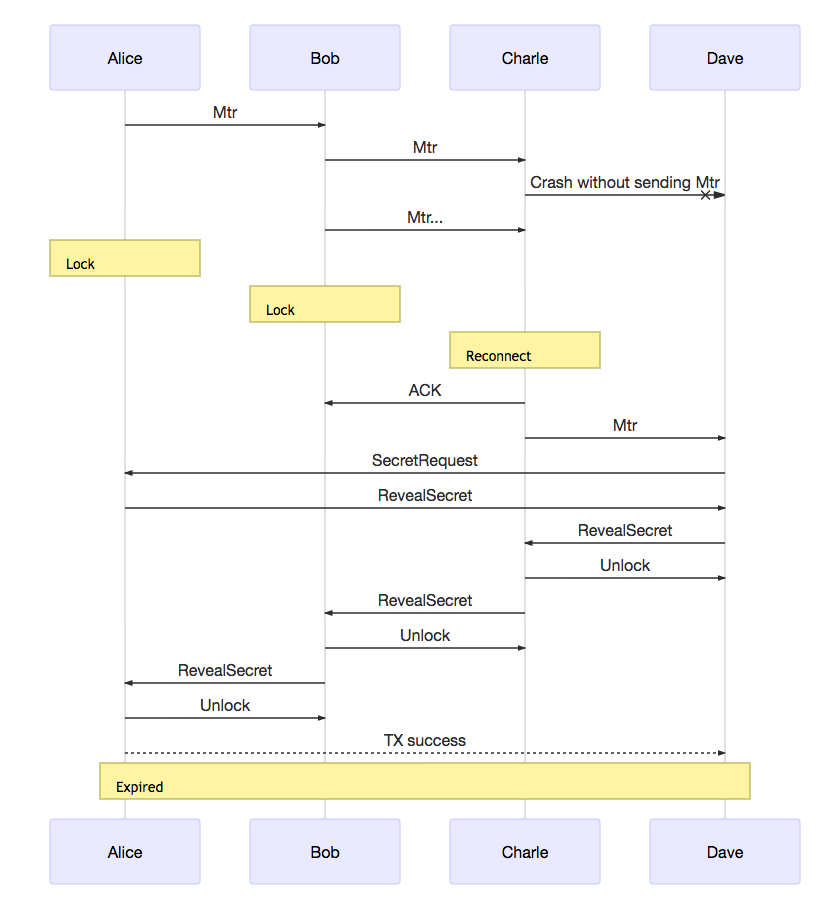 Alice
Bob
Charle
Dave
Mtr
Mtr
Crash without sending Mtr
Mtr...
Lock
Lock
Reconnect
ACK
Mtr
SecretRequest
RevealSecret
RevealSecret
Unlock
RevealSecret
Unlock
RevealSecret
Unlock
TX success
Expired
Alice
Bob
Charle
Dave